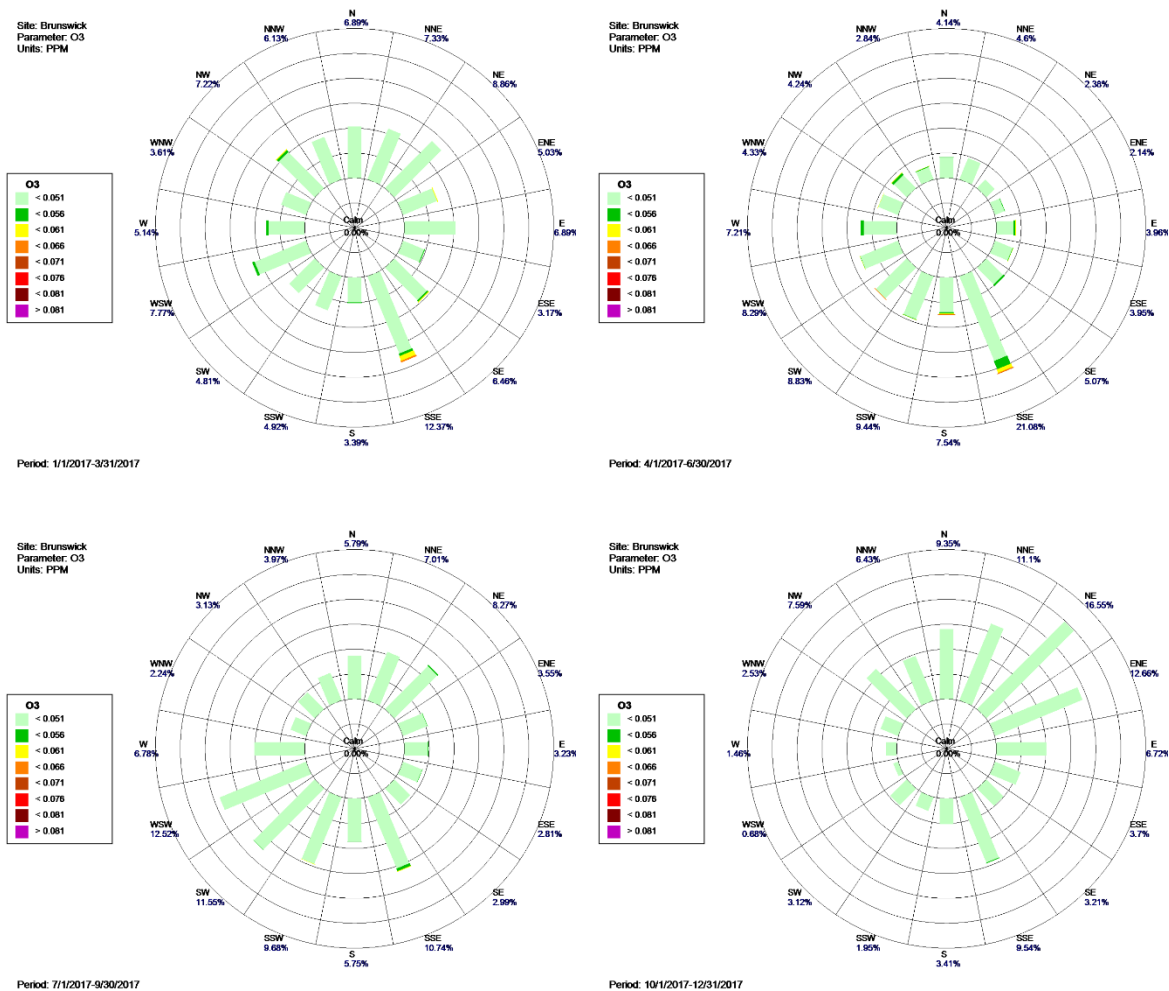 Site: Brunswick
Parameter: O3
Units: PPM
N
6.89%
NNE
7.33%
NE
8.86%
ENE
5.03%
E
6.89%
ESE
3.17%
SE
6.46%
SSE
12.37%
S
3.39%
SSW
4.92%
SW
4.81%
WSW
7.77%
W
5.14%
WNW
3.61%
NW
7.22%
NNW
6.13%
Calm
0.00%
O3
< 0.051
< 0.056
< 0.061
< 0.066
< 0.071
< 0.076
< 0.081
> 0.081
Period: 1/1/2017-3/31/2017
N
4.14%
NNE
4.6%
NE
2.38%
ENE
2.14%
E
3.96%
ESE
3.95%
SE
5.07%
SSE
21.08%
S
7.54%
SSW
9.44%
SW
8.83%
WSW
8.29%
W
7.21%
WNW
4.33%
NW
4.24%
NNW
2.84%
Site: Brunswick
Parameter: O3
Units: PPM
Calm
0.00%
O3
< 0.051
< 0.056
< 0.061
< 0.066
< 0.071
< 0.076
< 0.081
> 0.081
Period: 4/1/2017-6/30/2017
Site: Brunswick
Parameter: O3
Units: PPM
N
5.79%
NNE
7.01%
NE
8.27%
ENE
3.55%
E
3.23%
ESE
2.81%
SE
2.99%
SSE
10.74%
S
5.75%
SSW
9.68%
SW
11.55%
WSW
12.52%
W
6.78%
WNW
2.24%
NW
3.13%
NNW
3.97%
Calm
0.00%
O3
< 0.051
< 0.056
< 0.061
< 0.066
< 0.071
< 0.076
< 0.081
> 0.081
Period: 7/1/2017-9/30/2017
Site: Brunswick
Parameter: O3
Units: PPM
N
9.35%
NNE
11.1%
NE
16.55%
ENE
12.66%
E
6.72%
ESE
3.7%
SE
3.21%
SSE
9.54%
S
3.41%
SSW
1.95%
SW
3.12%
WSW
0.68%
W
1.46%
WNW
2.53%
NW
7.59%
NNW
6.43%
Calm
0.00%
O3
< 0.051
< 0.056
< 0.061
< 0.066
< 0.071
< 0.076
< 0.081
> 0.081
Period: 10/1/2017-12/31/2017